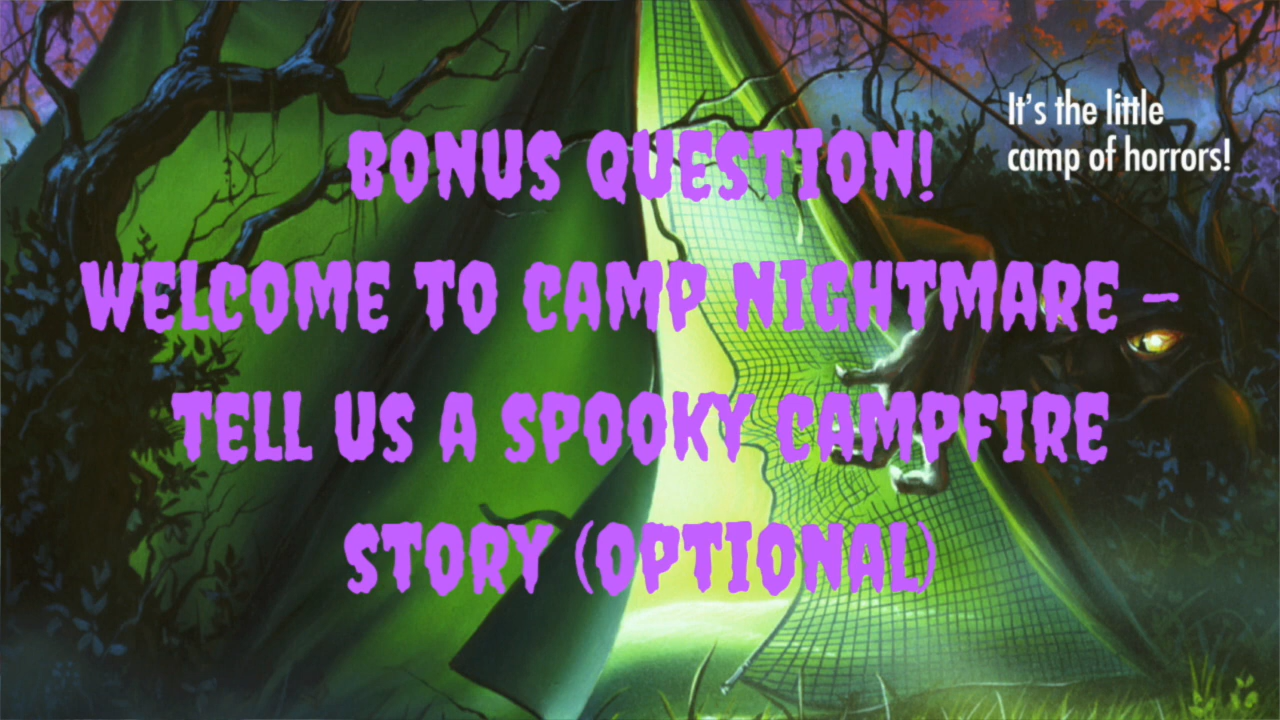 It's the little
camp of horrors!
BONUS QUESTION!
WELCOME TO CAMP NIGHTMARE –
TELL US A SPOOKY CAMPFIRE
STORY (OPTIONAL)